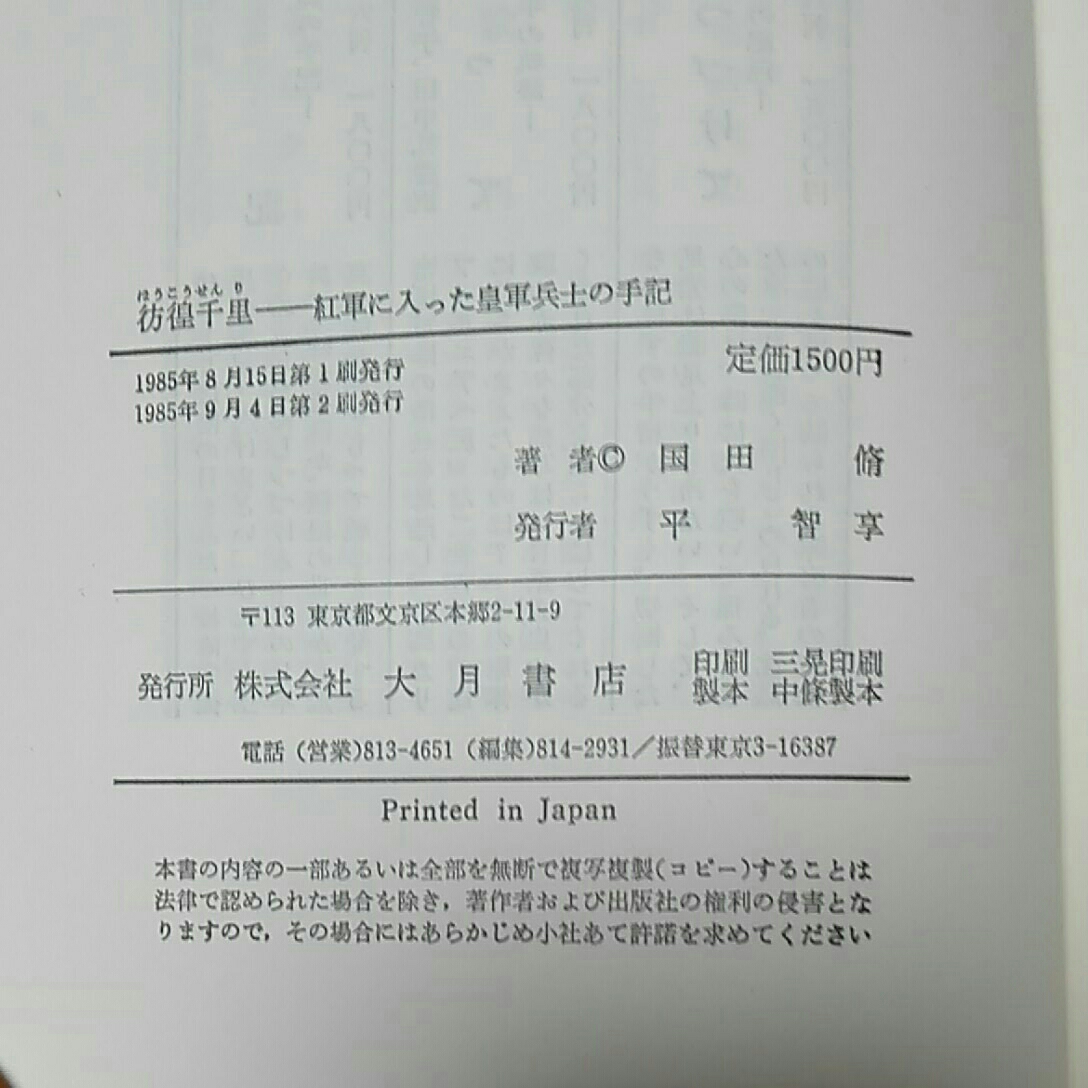 ほうこうせんり
彷徨千里──紅軍に入った皇軍兵士の手記
定価1500円
1985年8月15日第1刷発行
1985年9月4日第2刷発行
著者© 国田 脩
発行者 平 智享
〒113 東京都文京区本郷2-11-9
発行所 株式会社 大月書店
印刷 三晃印刷
製本 中條製本
電話(営業)813-4651(編集)814-2931/振替東京3-16387
Printed in Japan
本書の内容の一部あるいは全部を無断で複写複製(コピー)することは
法律で認められた場合を除き,著作者および出版社の権利の侵害とな
りますので,その場合にはあらかじめ小社あて許諾を求めてください